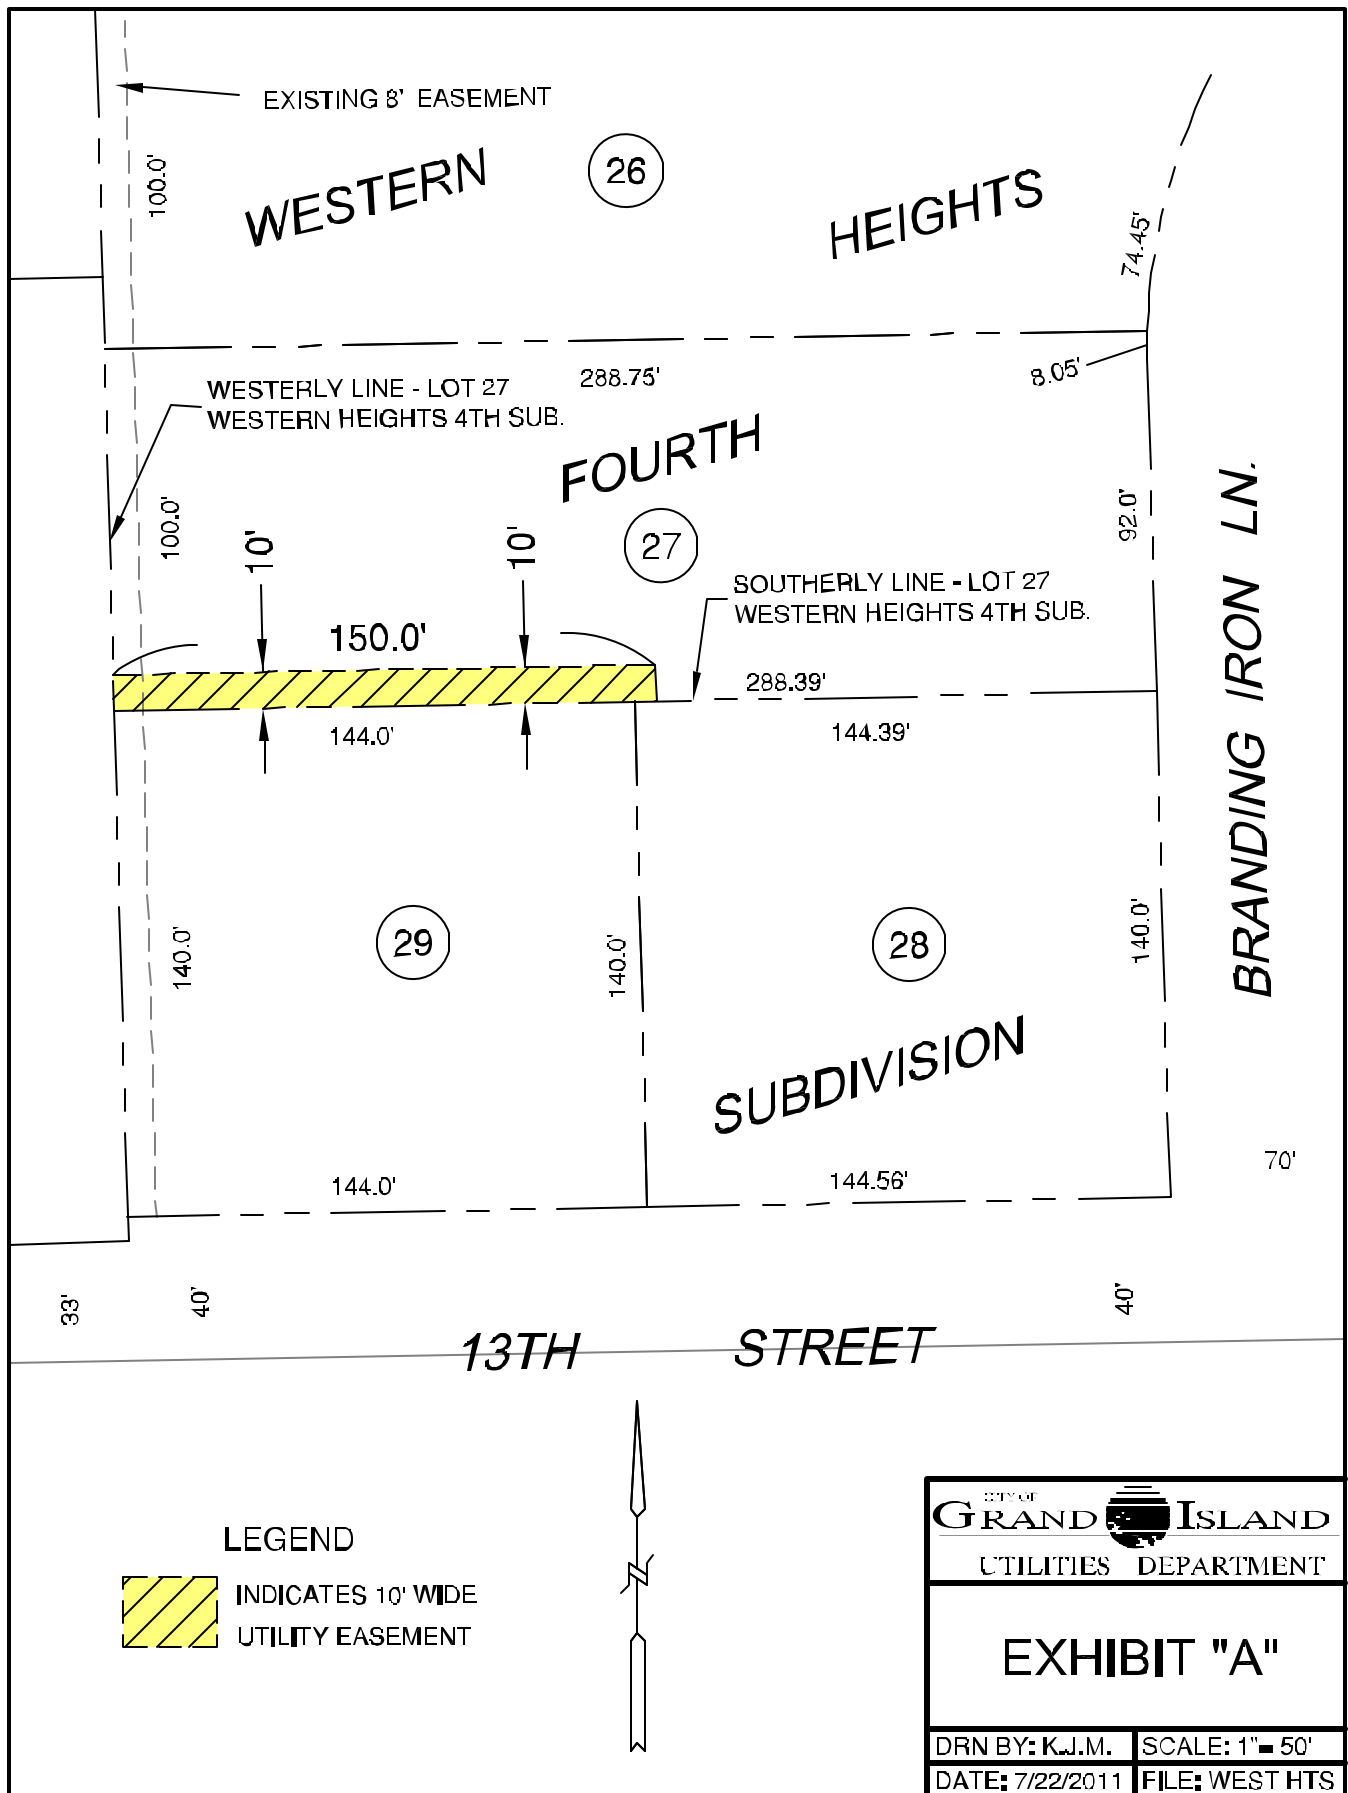 EXISTING 8' EASEMENT
26
WESTERN
HEIGHTS
100.0'
74.45'
288.75'
8.05'
WESTERLY LINE - LOT 27
WESTERN HEIGHTS 4TH SUB.
FOURTH
27
100.0'
10'
10'
92.0'
BRANDING IRON LN.
SOUTHERLY LINE - LOT 27
WESTERN HEIGHTS 4TH SUB.
150.0'
288.39'
144.0'
144.39'
29
28
140.0'
140.0'
140.0'
SUBDIVISION
144.0'
144.56'
70'
33'
40'
40'
13TH STREET
LEGEND
INDICATES 10' WIDE
UTILITY EASEMENT
CITY OF
GRAND ISLAND
UTILITIES DEPARTMENT
EXHIBIT "A"
DRN BY: K.J.M.
SCALE: 1"= 50'
DATE: 7/22/2011
FILE: WEST HTS